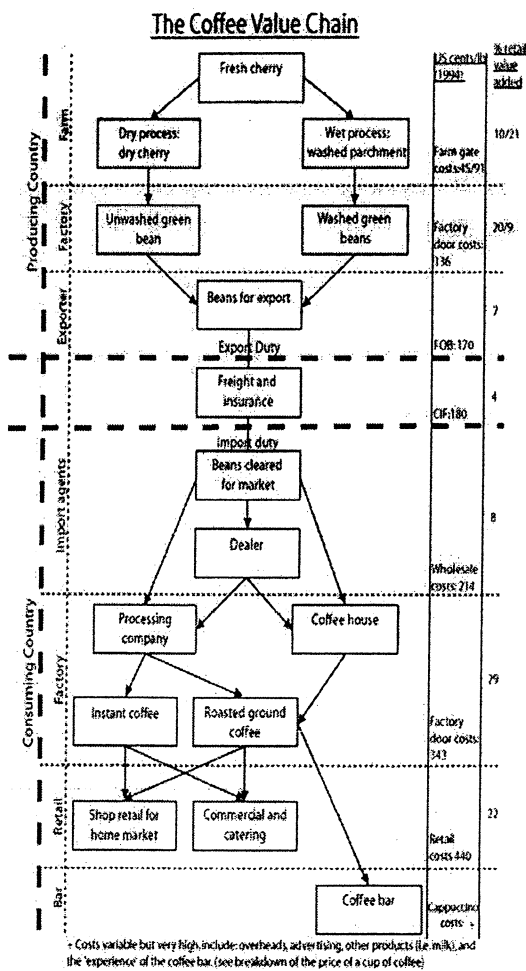 The Coffee Value Chain
US cents/lb
(1994)
% retail
value
added
Producing Country
Farm
Fresh cherry
Dry process:
dry cherry
Wet process:
washed parchment
Farm gate
costs:45/91
10/21
Factory
Unwashed green
bean
Washed green
beans
Factory
door costs:
136
20/9
Exporter
Beans for export
7
Export Duty
FOB:170
Freight and
insurance
4
CIF:180
Consuming Country
Import agents
Import duty
Beans cleared
for market
Dealer
8
Wholesale
costs:214
Factory
Processing
company
Coffee house
Instant coffee
Roasted ground
coffee
29
Factory
door costs:
343
Retail
Shop retail for
home market
Commercial and
catering
22
Retail
costs 440
Bar
Coffee bar
Cappuccino
costs: +
+ Costs variable but very high, include: overheads, advertising, other products (i.e. milk), and
the 'experience' of the coffee bar. (see breakdown of the price of a cup of coffee)